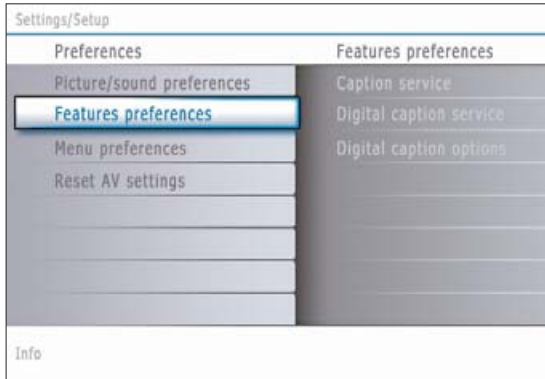 Settings/Setup
Preferences
Features preferences
Picture/sound preferences
Caption service
Features preferences
Digital caption service
Menu preferences
Digital caption options
Reset AV settings
Info